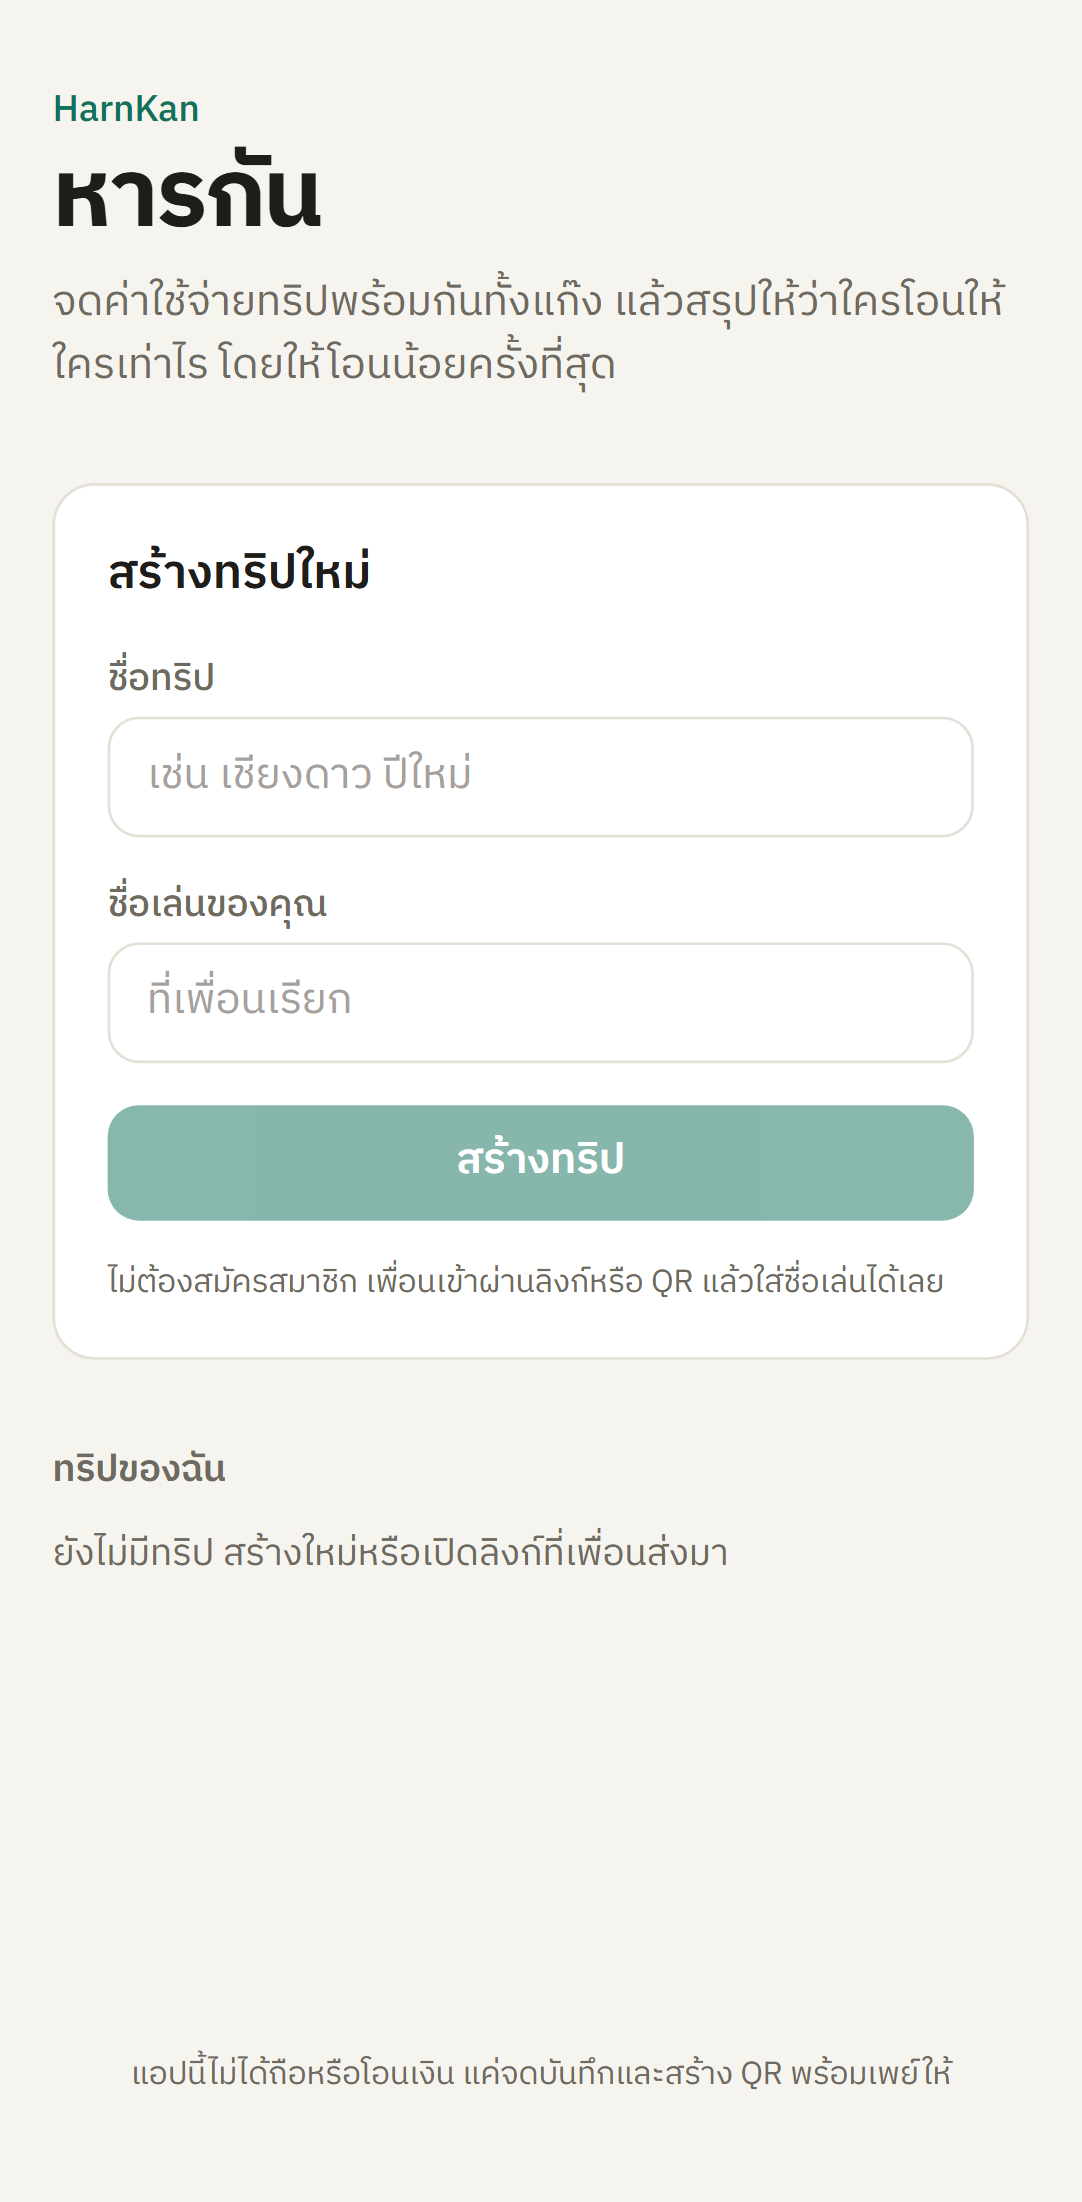 HarnKan
หารกัน
จดค่าใช้จ่ายทริปพร้อมกันทั้งแก๊ง แล้วสรุปให้ว่าใครโอนให้
ใครเท่าไร โดยให้โอนน้อยครั้งที่สุด
สร้างทริปใหม่
ชื่อทริป
เช่น เชียงดาว ปีใหม่
ชื่อเล่นของคุณ
ที่เพื่อนเรียก
สร้างทริป
ไม่ต้องสมัครสมาชิก เพื่อนเข้าผ่านลิงก์หรือ QR แล้วใส่ชื่อเล่นได้เลย
ทริปของฉัน
ยังไม่มีทริป สร้างใหม่หรือเปิดลิงก์ที่เพื่อนส่งมา
แอปนี้ไม่ได้ถือหรือโอนเงิน แค่จดบันทึกและสร้าง QR พร้อมเพย์ให้